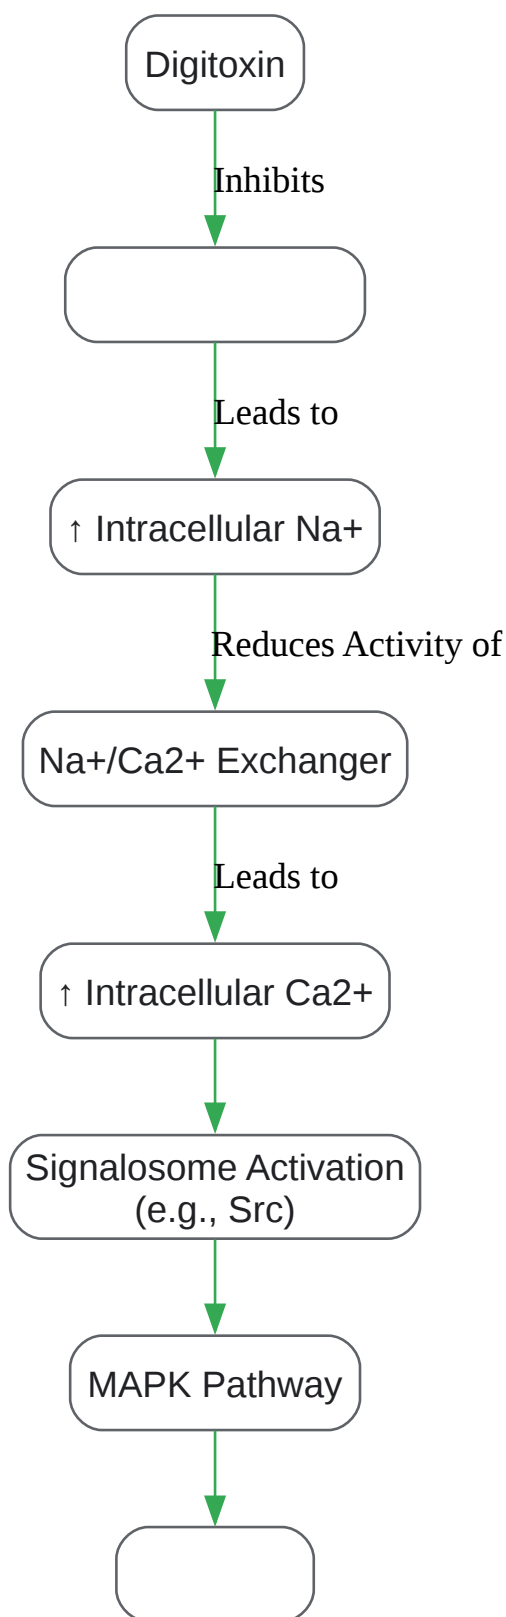 Digitoxin
Inhibits
Leads to
↑ Intracellular Na+
Reduces Activity of
Na+/Ca2+ Exchanger
Leads to
↑ Intracellular Ca2+
Signalosome Activation
(e.g., Src)
MAPK Pathway